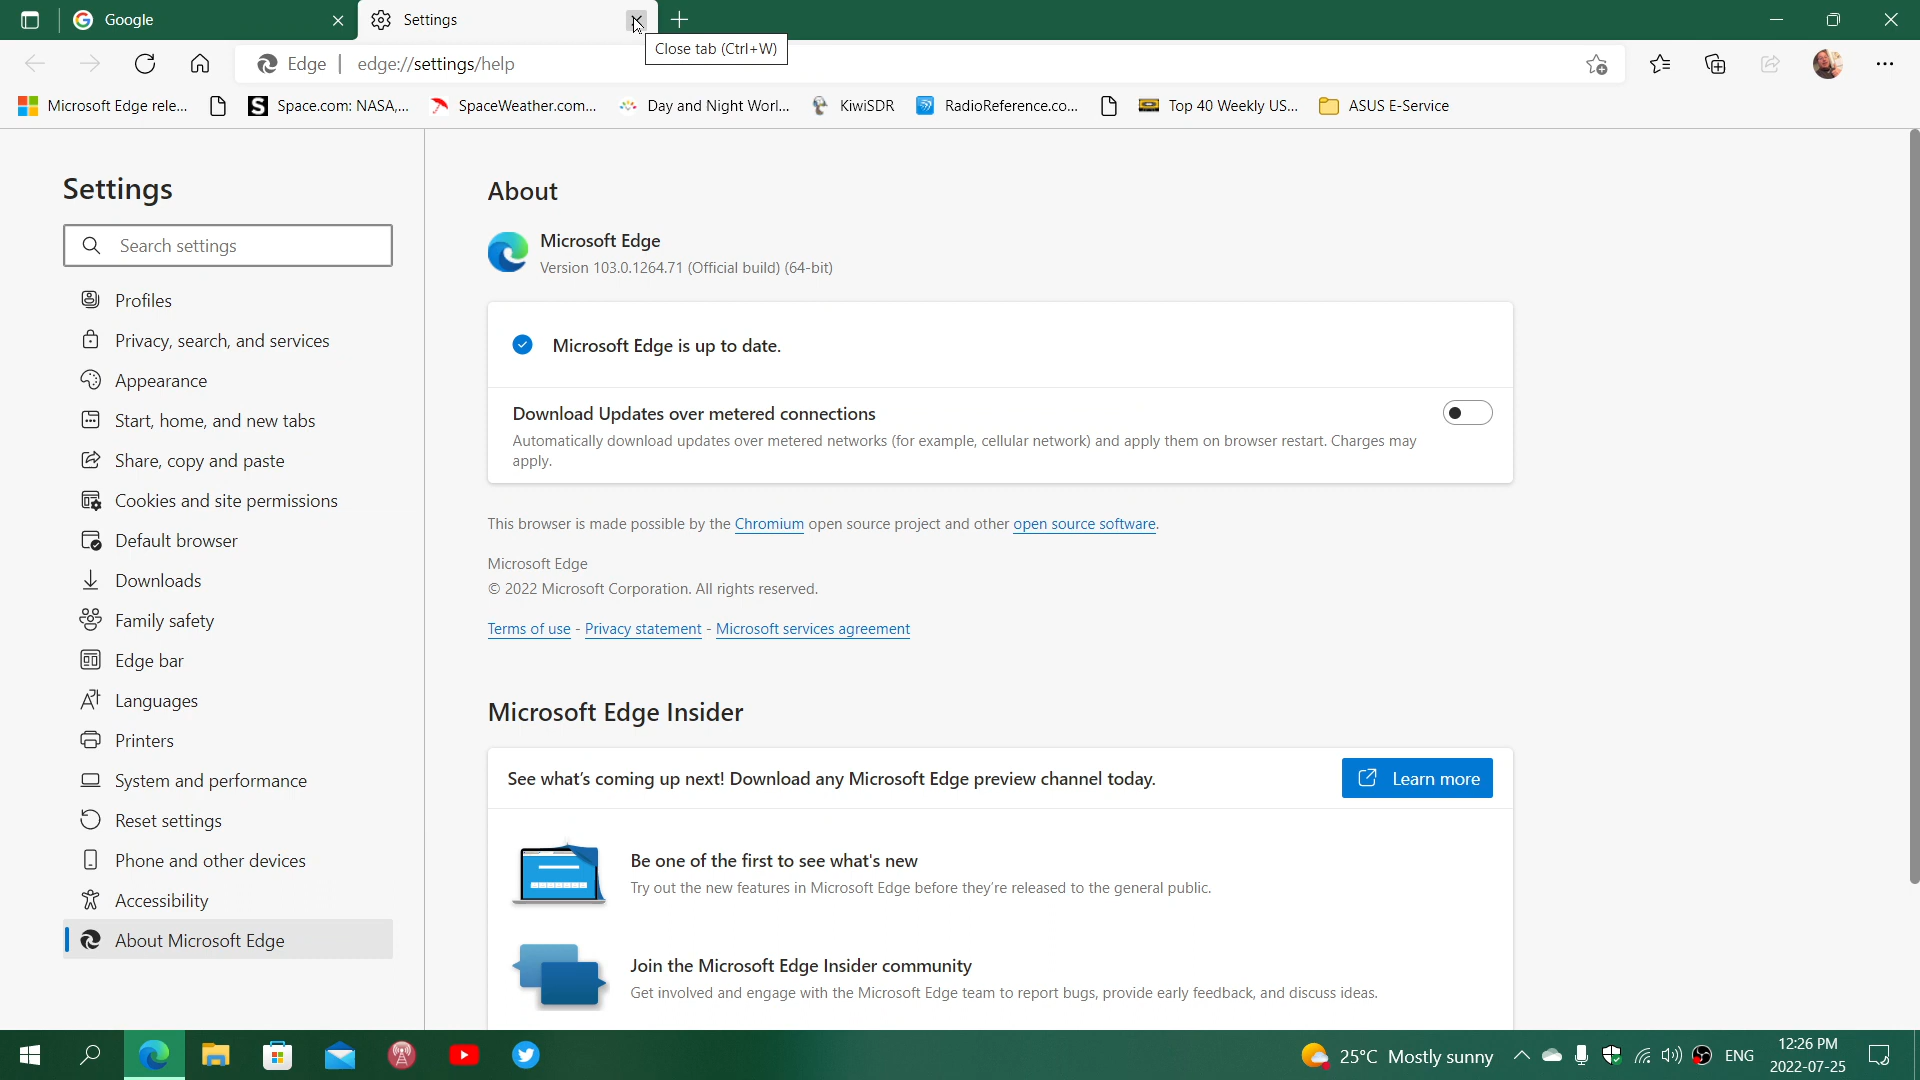 Google
Settings
Close tab (Ctrl+W)
Edge
edge://settings/help
Microsoft Edge rele...
Space.com: NASA,...
SpaceWeather.com...
Day and Night Worl...
KiwiSDR
RadioReference.co...
Top 40 Weekly US...
ASUS E-Service
Settings
Search settings
Profiles
Privacy, search, and services
Appearance
Start, home, and new tabs
Share, copy and paste
Cookies and site permissions
Default browser
Downloads
Family safety
Edge bar
Languages
Printers
System and performance
Reset settings
Phone and other devices
Accessibility
About Microsoft Edge
About
Microsoft Edge
Version 103.0.1264.71 (Official build) (64-bit)
Microsoft Edge is up to date.
Download Updates over metered connections
Automatically download updates over metered networks (for example, cellular network) and apply them on browser restart. Charges may
apply.
This browser is made possible by the Chromium open source project and other open source software.
Microsoft Edge
© 2022 Microsoft Corporation. All rights reserved.
Terms of use - Privacy statement - Microsoft services agreement
Microsoft Edge Insider
See what's coming up next! Download any Microsoft Edge preview channel today.
Learn more
Be one of the first to see what's new
Try out the new features in Microsoft Edge before they're released to the general public.
Join the Microsoft Edge Insider community
Get involved and engage with the Microsoft Edge team to report bugs, provide early feedback, and discuss ideas.
25°C Mostly sunny
ENG
12:26 PM
2022-07-25